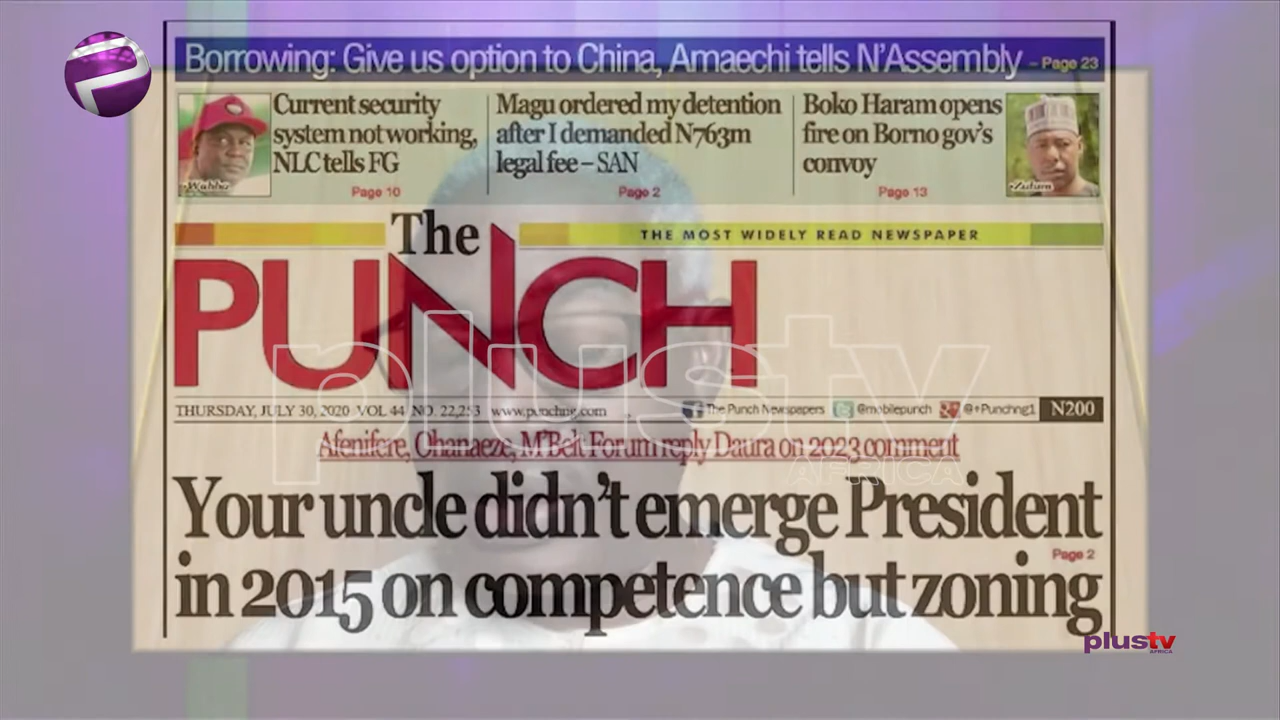 Borrowing: Give us option to China, Amaechi tells N'Assembly – Page 23
Current security
system not working,
NLC tells FG
Page 10
•Wabba
Magu ordered my detention
after I demanded N763m
legal fee – SAN
Page 2
Boko Haram opens
fire on Borno gov's
convoy
Page 13
•Zulum
The
PUNCH
THE MOST WIDELY READ NEWSPAPER
THURSDAY, JULY 30, 2020 VOL 44 NO. 22,253 www.punchng.com
The Punch Newspapers @mobilepunch @+Punchng1 N200
Afenifere, Ohanaeze, M'Belt Forum reply Daura on 2023 comment
Your uncle didn't emerge President
Page 2
in 2015 on competence but zoning
plustv
AFRICA
plustv
AFRICA